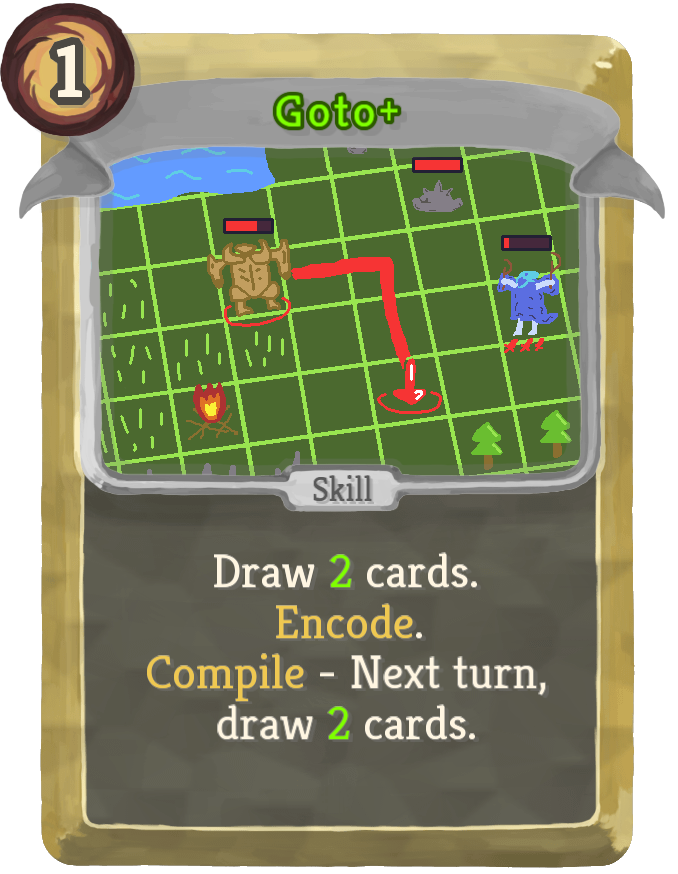 1
Goto+
Skill
Draw 2 cards.
Encode.
Compile - Next turn,
draw 2 cards.